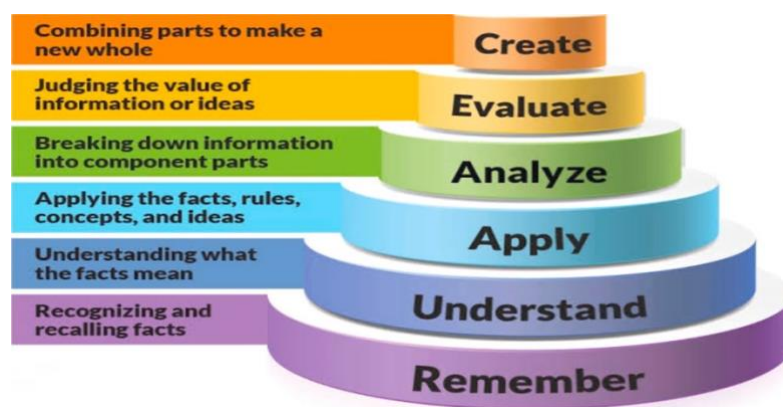 Combining parts to make a
new whole
Create
Judging the value of
information or ideas
Evaluate
Breaking down information
into component parts
Analyze
Applying the facts, rules,
concepts, and ideas
Apply
Understanding what
the facts mean
Understand
Recognizing and
recalling facts
Remember